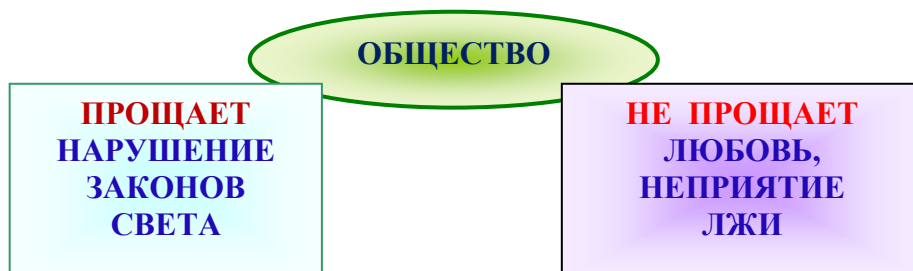 ОБЩЕСТВО
ПРОЩАЕТ
НАРУШЕНИЕ
ЗАКОНОВ
СВЕТА
НЕ ПРОЩАЕТ
ЛЮБОВЬ,
НЕПРИЯТИЕ
ЛЖИ